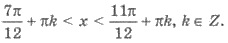 7π/12 + πk < x < 11π/12 + πk, k ∈ Z.